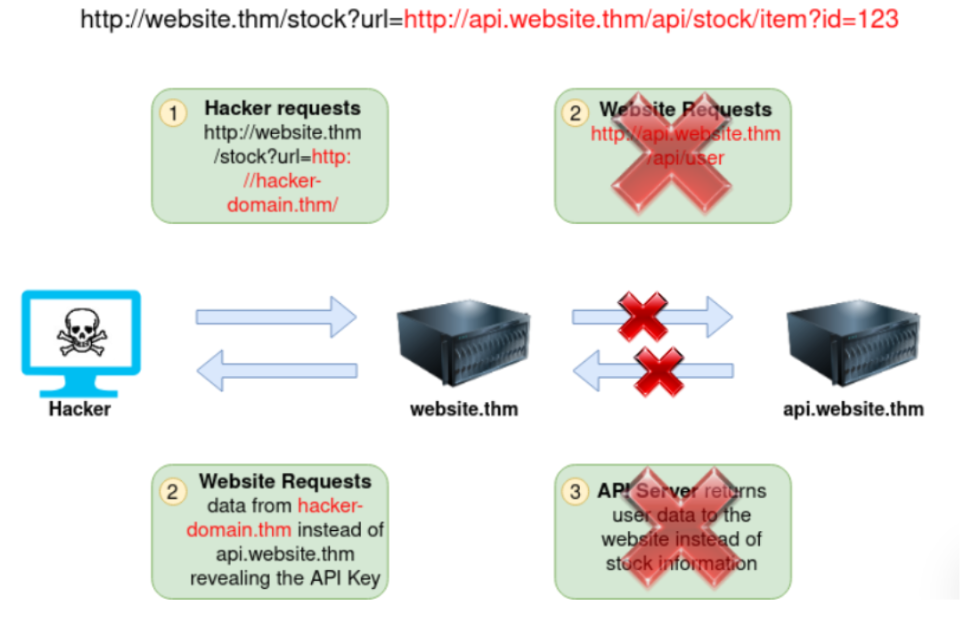 http://website.thm/stock?url=http://api.website.thm/api/stock/item?id=123
1
Hacker requests
http://website.thm
/stock?url=http:
//hacker-
domain.thm/
2
Website Requests
http://api.website.thm
/api/user
Hacker
website.thm
api.website.thm
2
Website Requests
data from hacker-
domain.thm instead of
api.website.thm
revealing the API Key
3
API Server returns
user data to the
website instead of
stock information